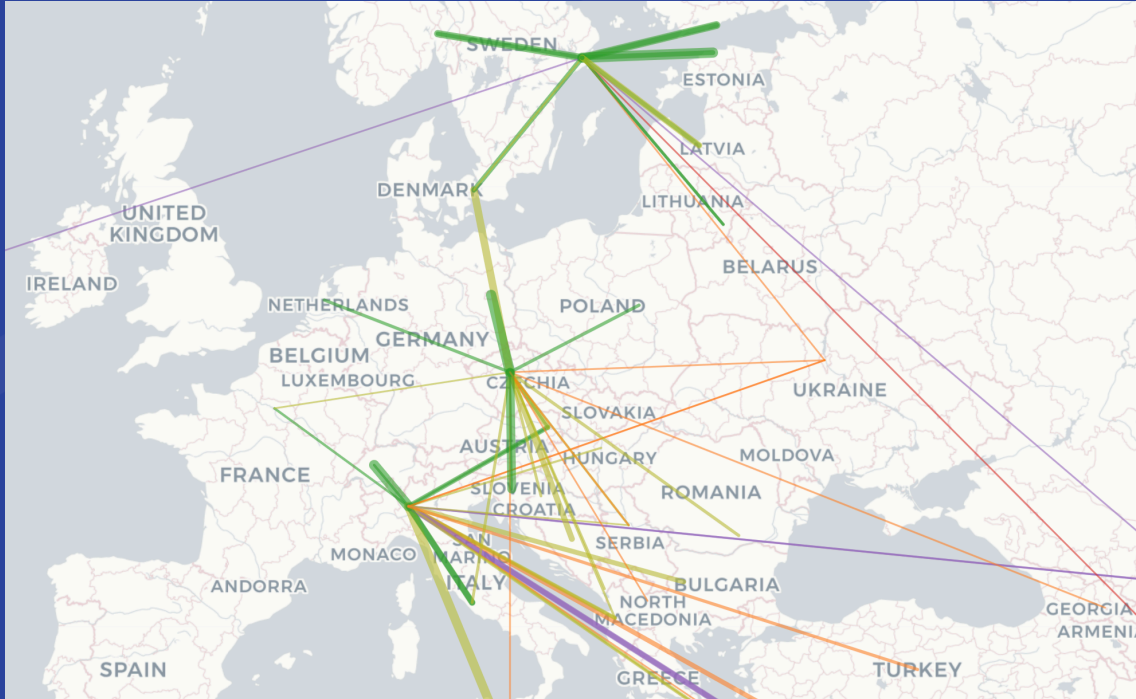 SWEDEN
ESTONIA
LATVIA
DENMARK
LITHUANIA
UNITED
KINGDOM
BELARUS
IRELAND
NETHERLANDS
POLAND
GERMANY
BELGIUM
LUXEMBOURG
CZECHIA
UKRAINE
SLOVAKIA
AUSTRIA
HUNGARY
MOLDOVA
FRANCE
SLOVENIA
ROMANIA
CROATIA
SAN
MARINO
SERBIA
MONACO
ITALY
ANDORRA
BULGARIA
NORTH
MACEDONIA
GEORGIA
ARMENIA
SPAIN
TURKEY
GREECE